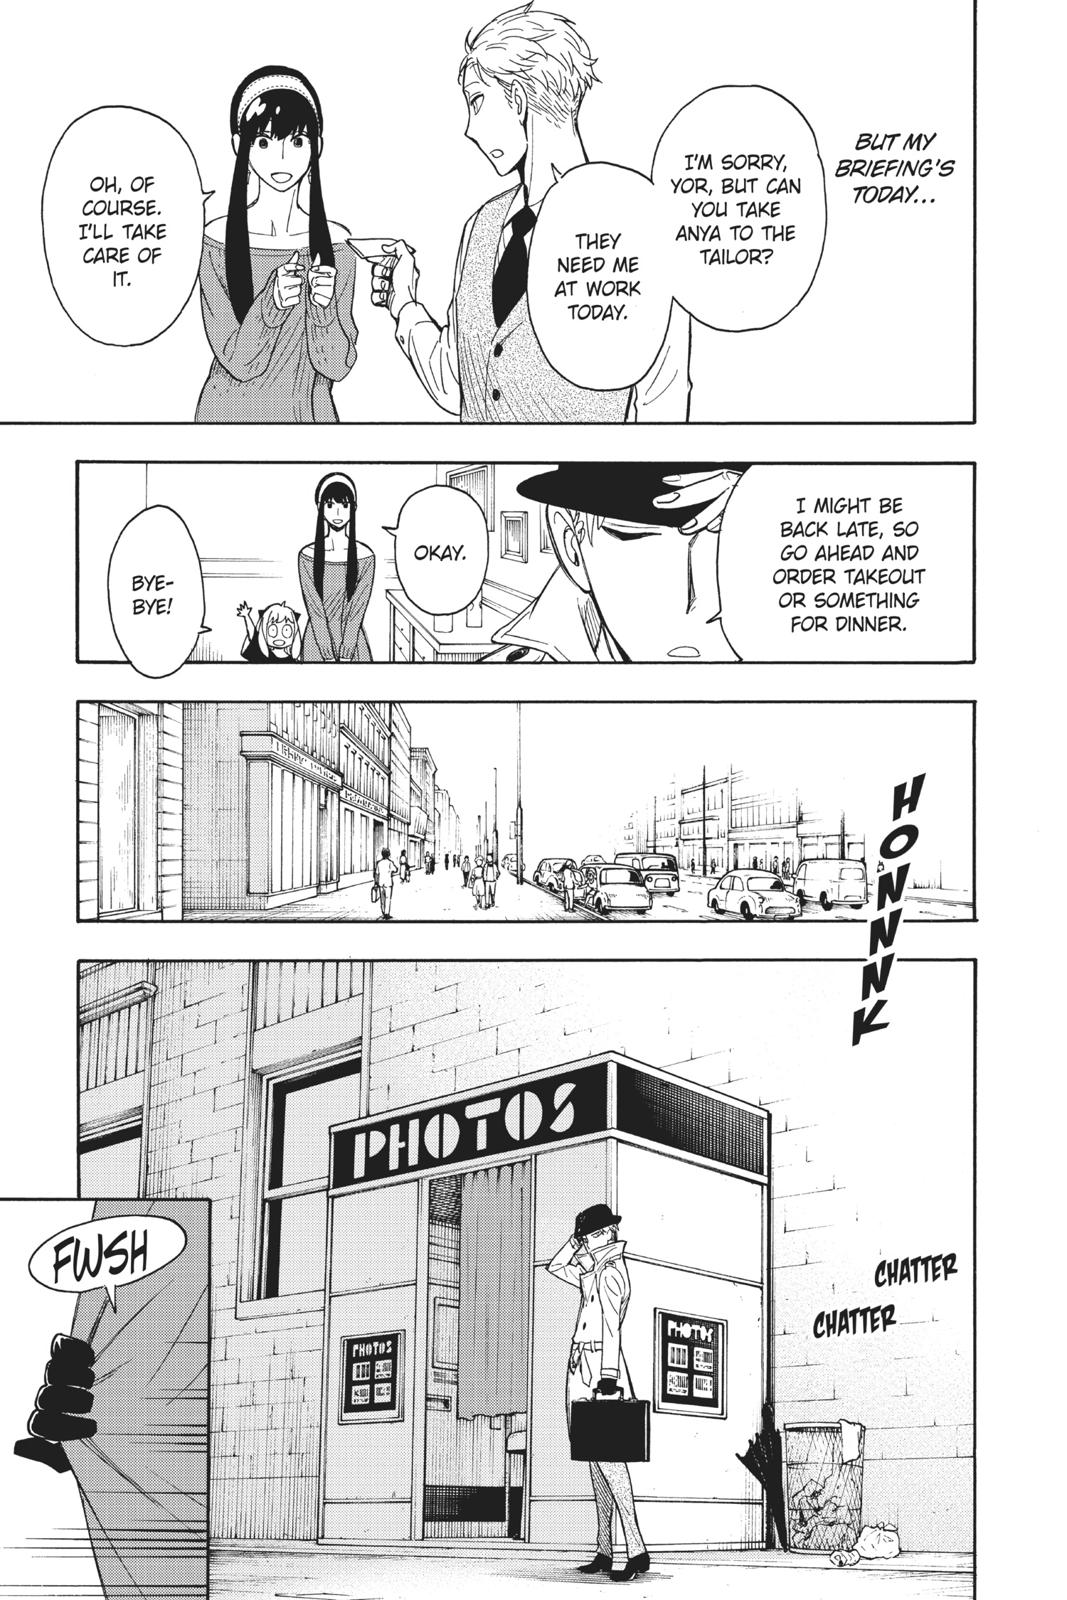 BUT MY
BRIEFING'S
TODAY...
I'M SORRY,
YOR, BUT CAN
YOU TAKE
ANYA TO THE
TAILOR?
THEY
NEED ME
AT WORK
TODAY.
OH, OF
COURSE.
I'LL TAKE
CARE OF
IT.
I MIGHT BE
BACK LATE, SO
GO AHEAD AND
ORDER TAKEOUT
OR SOMETHING
FOR DINNER.
OKAY.
BYE-
BYE!
HONNNK
PHOTOS
CHATTER
CHATTER
PHOTOS
PHOTOS
FWSH